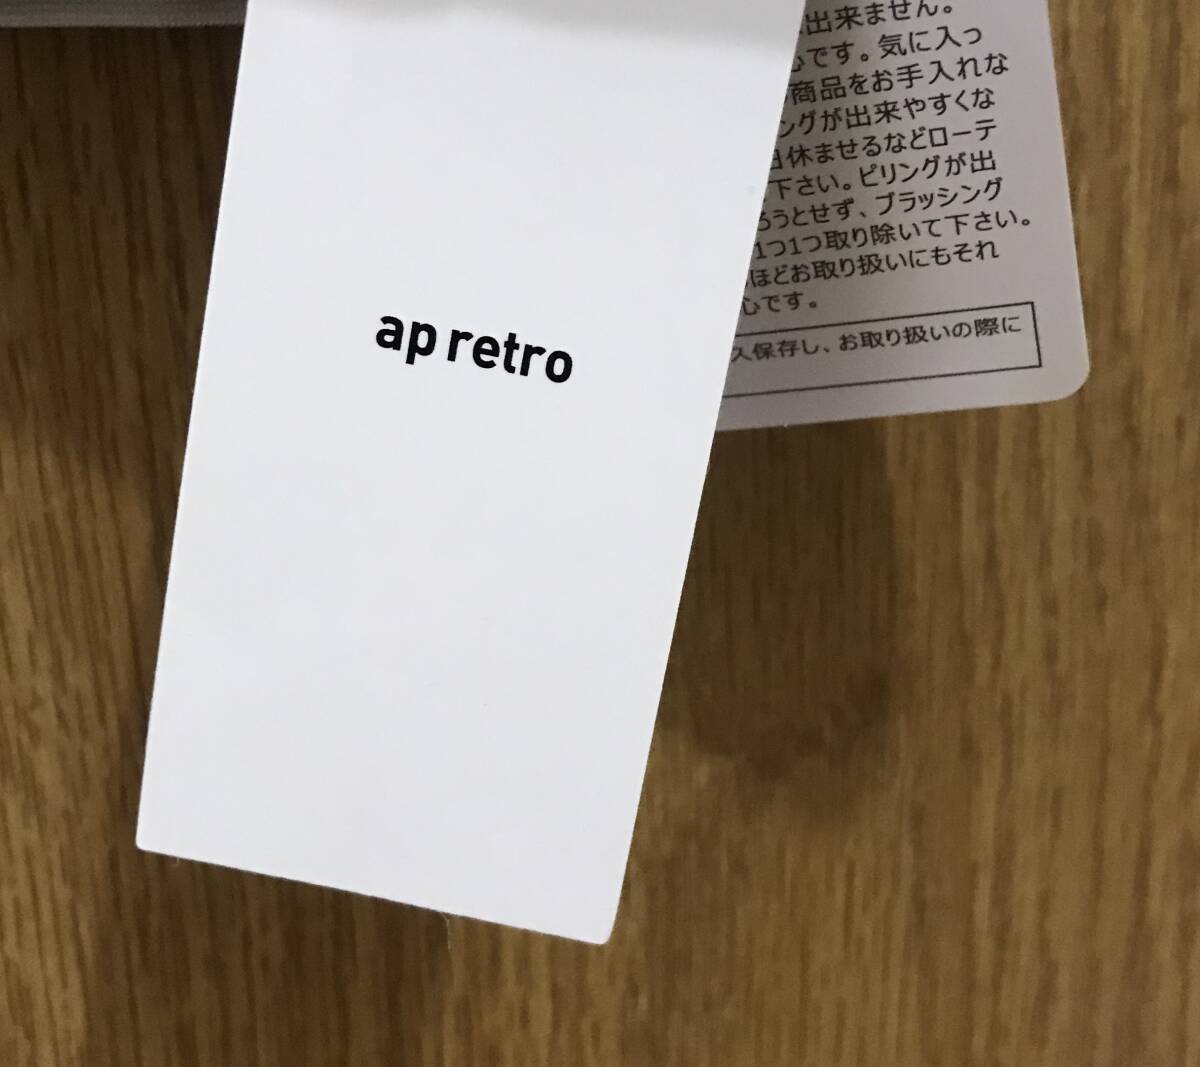 ap retro
出来ません。
です。気に入っ
商品をお手入れな
ングが出来やすくな
休ませるなどローテ
下さい。ピリングが出
ろうとせず、ブラッシング
1つ1つ取り除いて下さい。
ほどお取り扱いにもそれ
心です。
久保存し、お取り扱いの際に